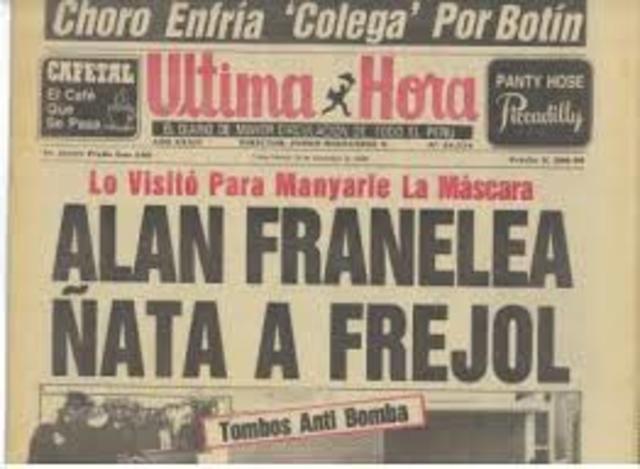 Choro Enfría 'Colega' Por Botín
CAFETAL
El Café
Que
Se Pasa
Ultima Hora
PANTY HOSE
Piccadilly
EL DIARIO DE MAYOR CIRCULACION DE TODO EL PERU
Lo Visitó Para Manyarle La Máscara
ALAN FRANELEA
ÑATA A FREJOL
Tombos Anti Bomba